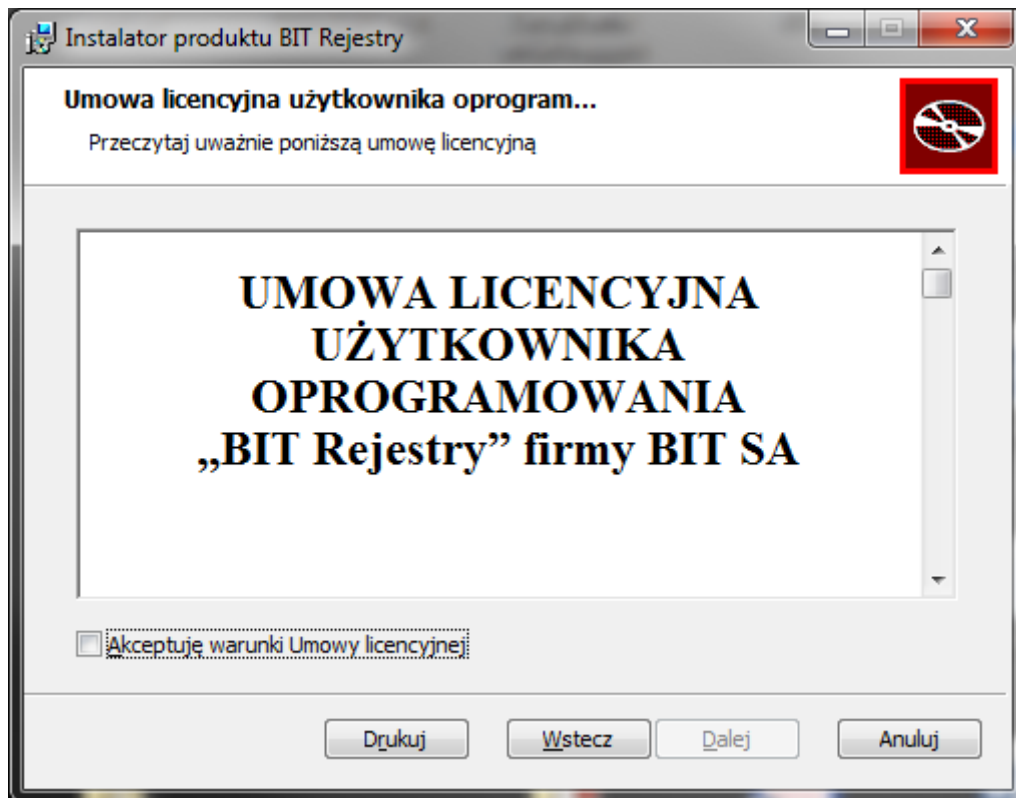 Instalator produktu BIT Rejestry
Umowa licencyjna użytkownika oprogram...
Przeczytaj uważnie poniższą umowę licencyjną
UMOWA LICENCYJNA
UŻYTKOWNIKA
OPROGRAMOWANIA
„BIT Rejestry” firmy BIT SA
Akceptuję warunki Umowy licencyjnej
Drukuj Wstecz Dalej Anuluj